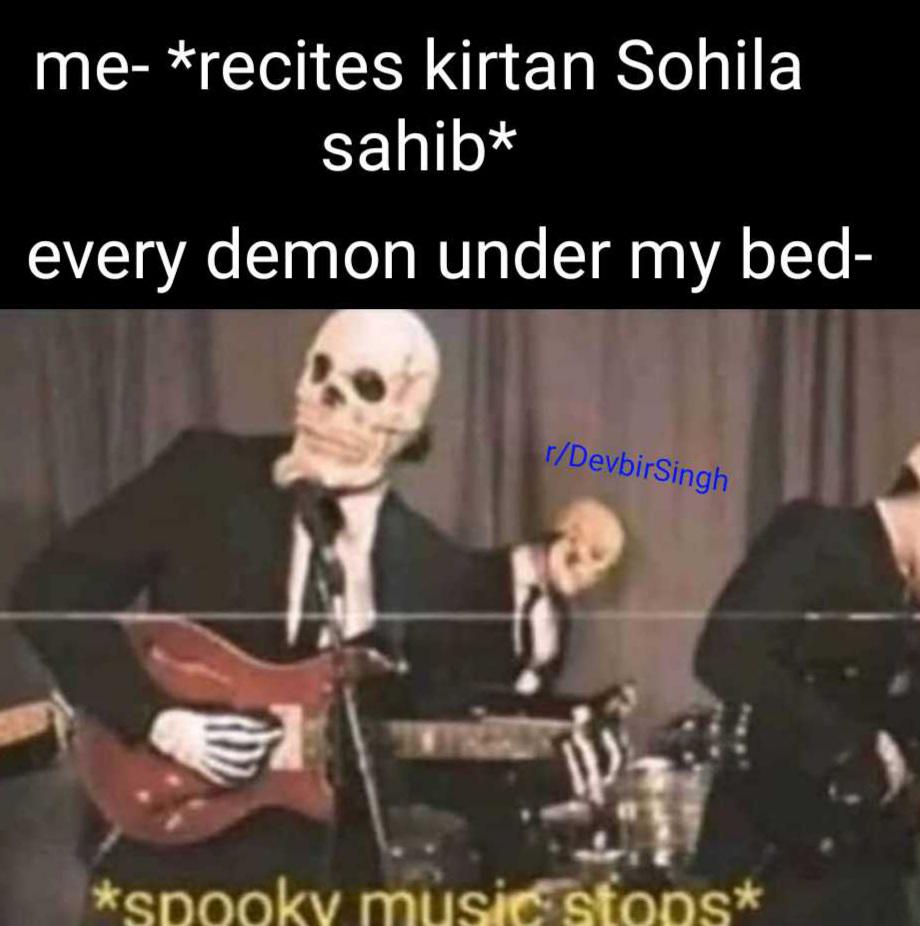 me- *recites kirtan Sohila
sahib*
every demon under my bed-
r/DevbirSingh
*spooky music stops*